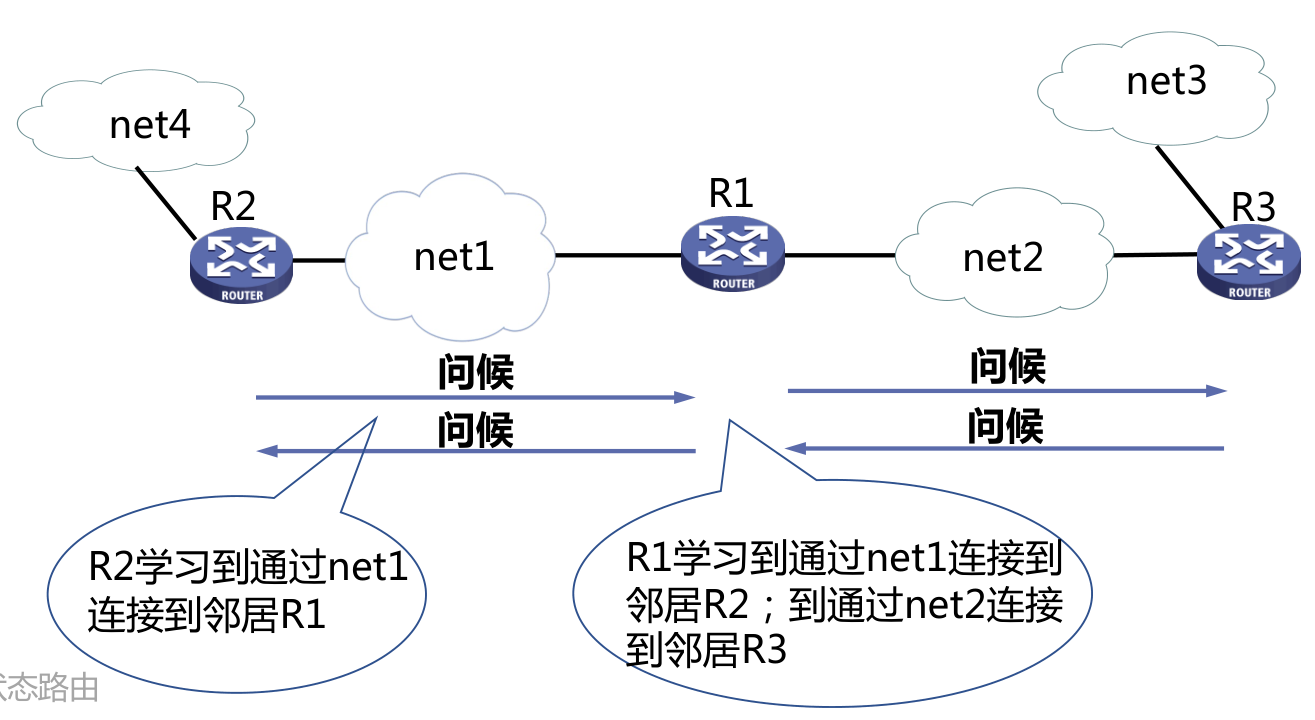 net3
net4
R2
R1
R3
net1
net2
ROUTER
ROUTER
ROUTER
问候
问候
问候
问候
R2学习到通过net1
连接到邻居R1
R1学习到通过net1连接到
邻居R2；到通过net2连接
到邻居R3
状态路由